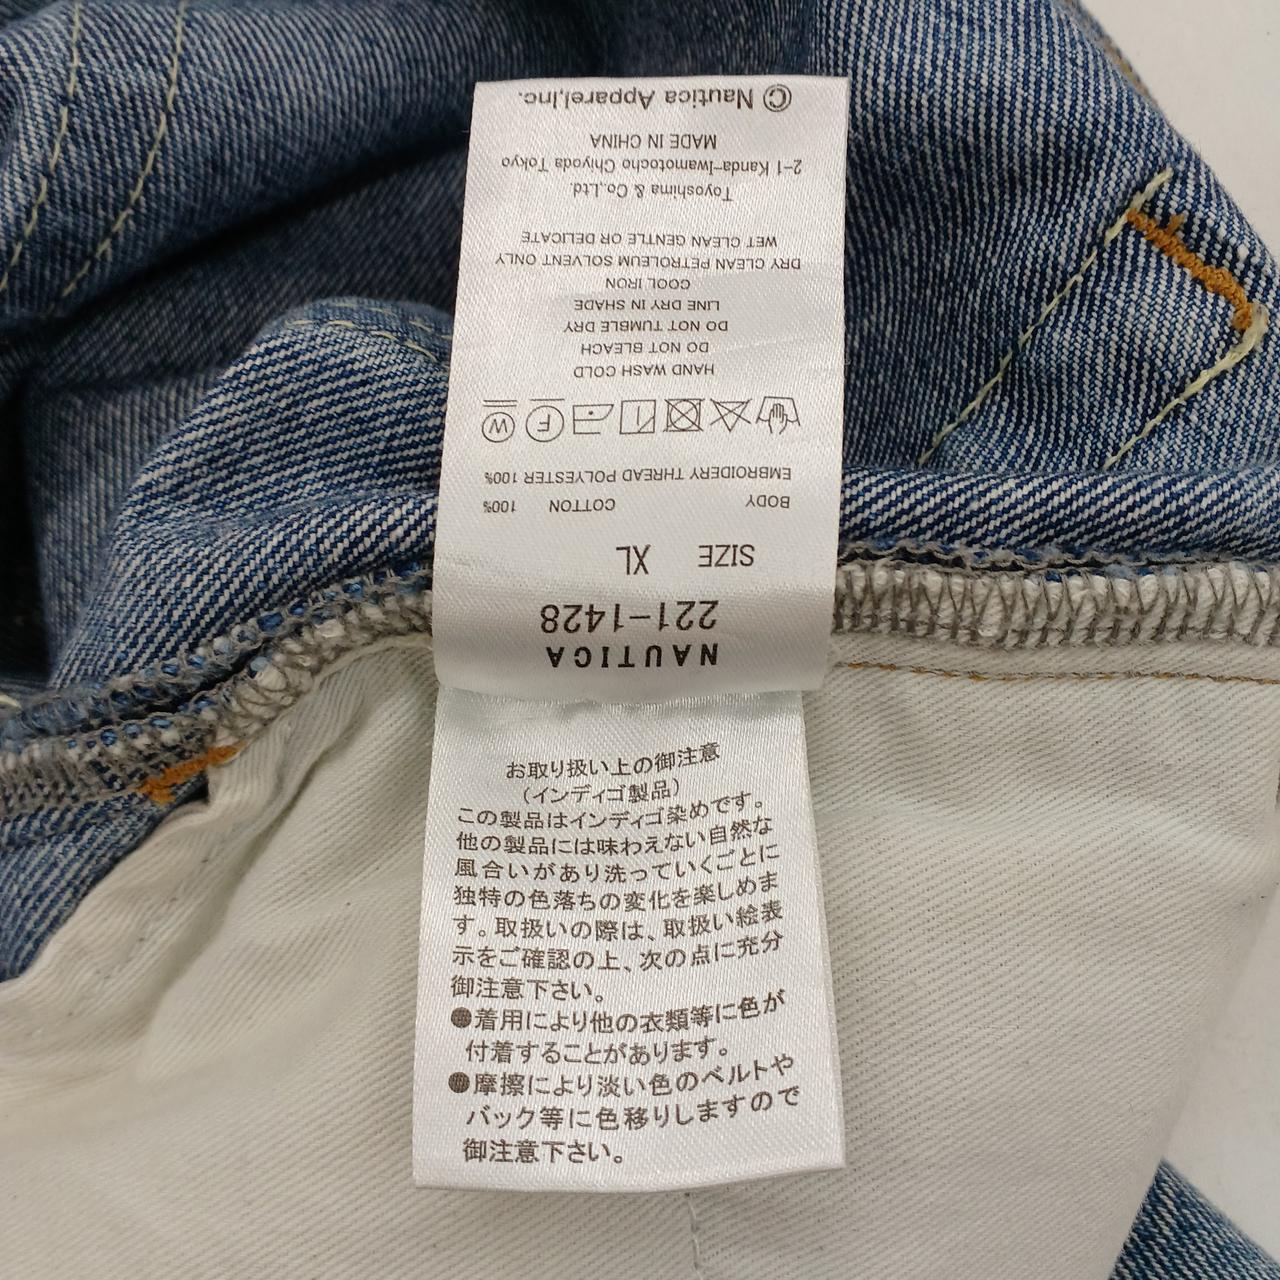 NAUTICA
221-1428
SIZE XL
BODY COTTON 100%
EMBROIDERY THREAD POLYESTER 100%
F W
HAND WASH COLD
DO NOT BLEACH
DO NOT TUMBLE DRY
LINE DRY IN SHADE
COOL IRON
DRY CLEAN PETROLEUM SOLVENT ONLY
WET CLEAN GENTLE OR DELICATE
Toyoshima & Co.,Ltd.
2-1 Kanda-Iwamotocho Chiyoda Tokyo
MADE IN CHINA
© Nautica Apparel,Inc.
お取り扱い上の御注意
(インディゴ製品)
この製品はインディゴ染めです。
他の製品には味わえない自然な
風合いがあり洗っていくごとに
独特の色落ちの変化を楽しめま
す。取扱いの際は、取扱い絵表
示をご確認の上、次の点に充分
御注意下さい。
●着用により他の衣類等に色が
付着することがあります。
●摩擦により淡い色のベルトや
バック等に色移りしますので
御注意下さい。